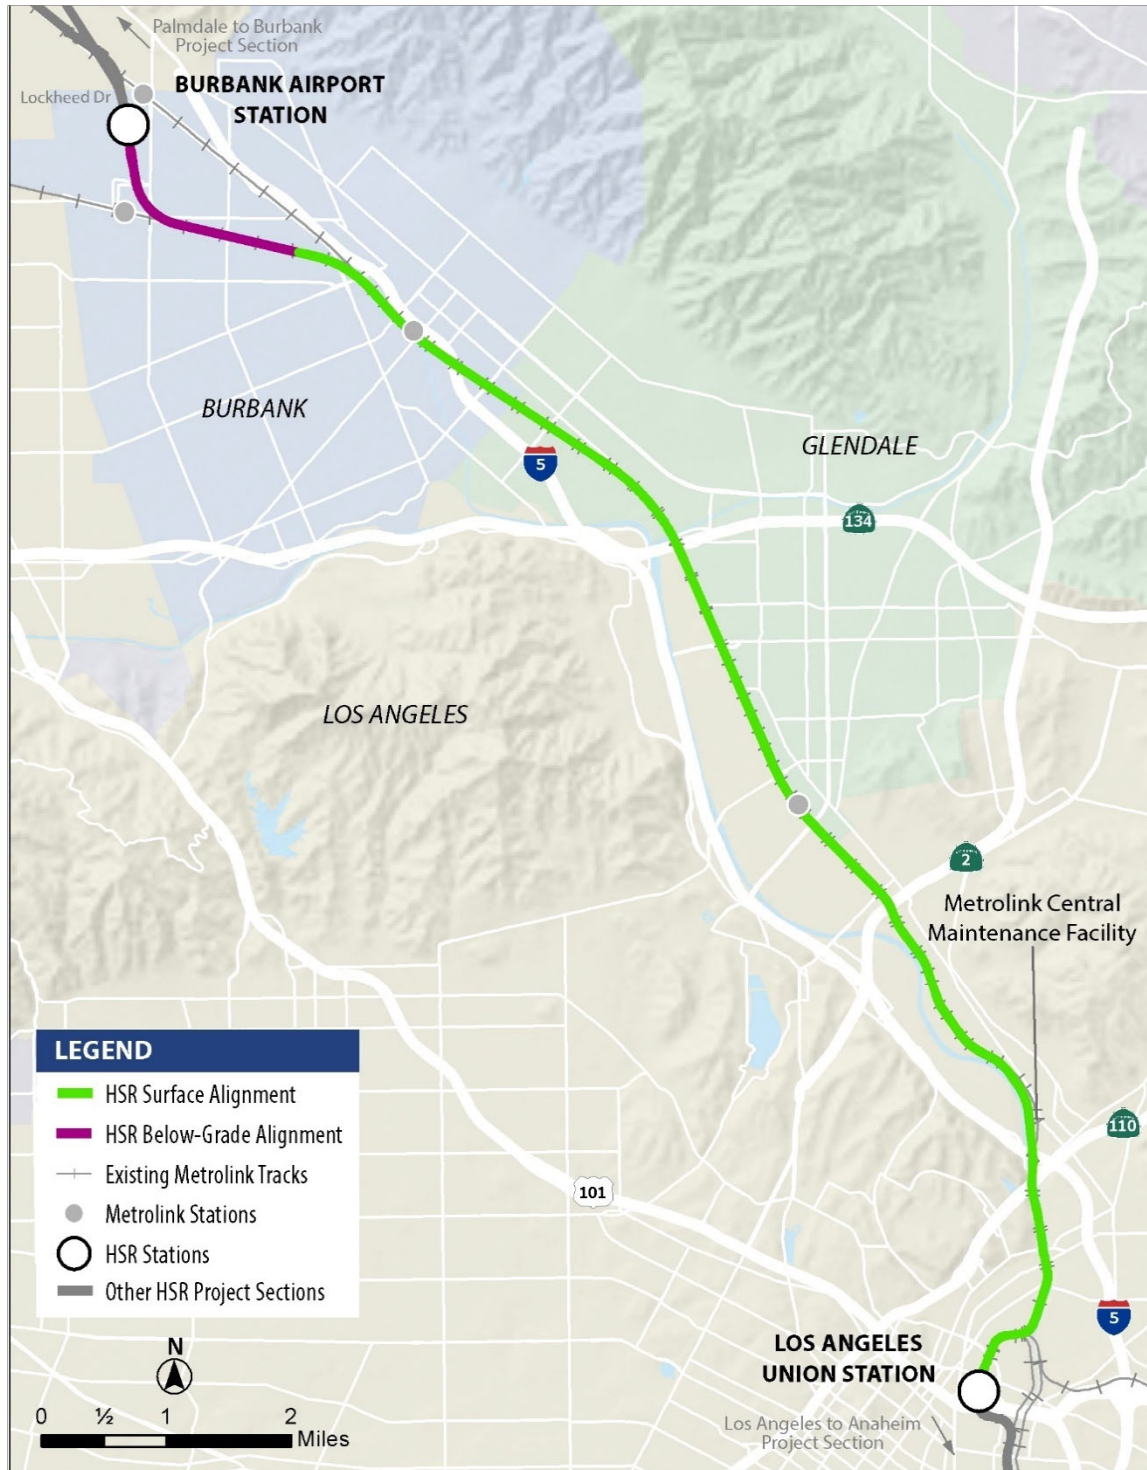 Palmdale to Burbank
Project Section
BURBANK AIRPORT
STATION
Lockheed Dr
BURBANK
5
GLENDALE
134
LOS ANGELES
2
Metrolink Central
Maintenance Facility
LEGEND
HSR Surface Alignment
HSR Below-Grade Alignment
Existing Metrolink Tracks
Metrolink Stations
HSR Stations
Other HSR Project Sections
110
101
5
LOS ANGELES
UNION STATION
Los Angeles to Anaheim
Project Section
N
0 ½ 1 2
Miles